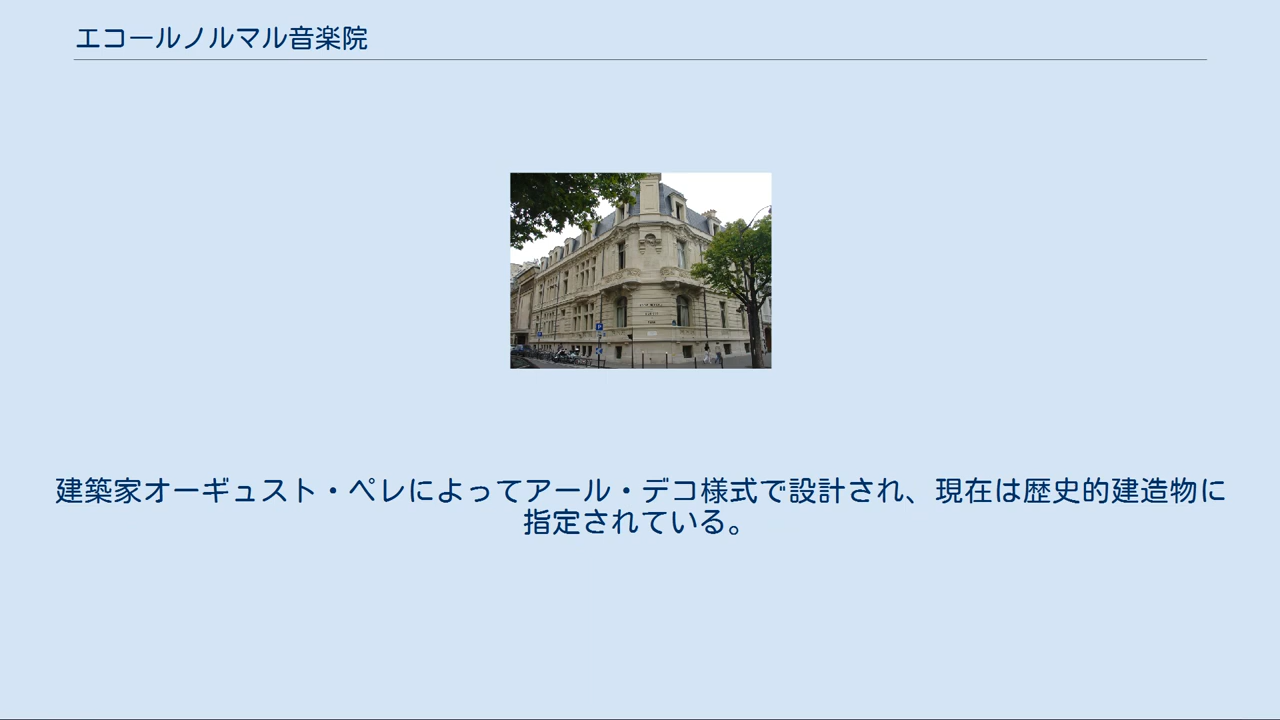 エコールノルマル音楽院
建築家オーギュスト・ペレによってアール・デコ様式で設計され、現在は歴史的建造物に
指定されている。